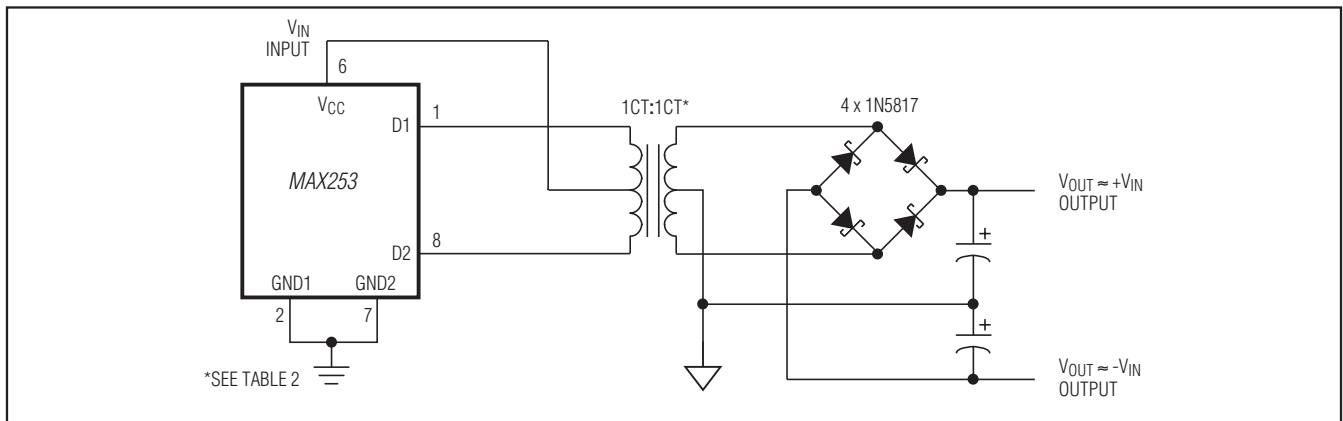 VIN
INPUT
6
VCC
D1
1
MAX253
D2
8
GND1
GND2
2
7
*SEE TABLE 2
1CT:1CT*
4 x 1N5817
VOUT ≈ +VIN
OUTPUT
+
+
VOUT ≈ -VIN
OUTPUT